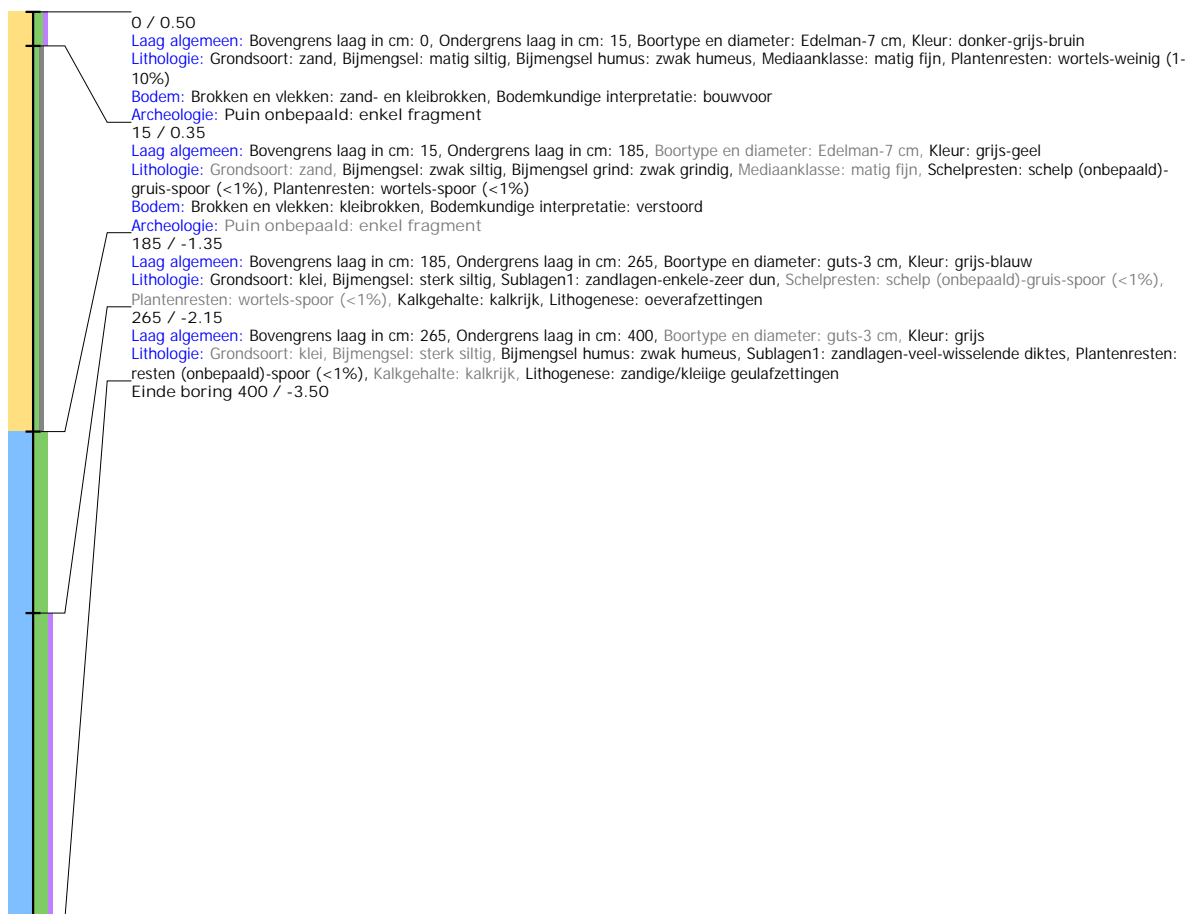 0 / 0.50
Laag algemeen: Bovengrens laag in cm: 0, Ondergrens laag in cm: 15, Boortype en diameter: Edelman-7 cm, Kleur: donker-grijs-bruin
Lithologie: Grondsoort: zand, Bijmengsel: matig siltig, Bijmengsel humus: zwak humeus, Mediaanklasse: matig fijn, Plantenresten: wortels-weinig (1-
10%)
Bodem: Brokken en vlekken: zand- en kleibrokken, Bodemkundige interpretatie: bouwvoor
Archeologie: Puin onbepaald: enkel fragment
15 / 0.35
Laag algemeen: Bovengrens laag in cm: 15, Ondergrens laag in cm: 185, Boortype en diameter: Edelman-7 cm, Kleur: grijs-geel
Lithologie: Grondsoort: zand, Bijmengsel: zwak siltig, Bijmengsel grind: zwak grindig, Mediaanklasse: matig fijn, Schelpresten: schelp (onbepaald)-
gruis-spoor (<1%), Plantenresten: wortels-spoor (<1%)
Bodem: Brokken en vlekken: kleibrokken, Bodemkundige interpretatie: verstoord
Archeologie: Puin onbepaald: enkel fragment
185 / -1.35
Laag algemeen: Bovengrens laag in cm: 185, Ondergrens laag in cm: 265, Boortype en diameter: guts-3 cm, Kleur: grijs-blauw
Lithologie: Grondsoort: klei, Bijmengsel: sterk siltig, Sublagen1: zandlagen-enkele-zeer dun, Schelpresten: schelp (onbepaald)-gruis-spoor (<1%),
Plantenresten: wortels-spoor (<1%), Kalkgehalte: kalkrijk, Lithogenese: oeverafzettingen
265 / -2.15
Laag algemeen: Bovengrens laag in cm: 265, Ondergrens laag in cm: 400, Boortype en diameter: guts-3 cm, Kleur: grijs
Lithologie: Grondsoort: klei, Bijmengsel: sterk siltig, Bijmengsel humus: zwak humeus, Sublagen1: zandlagen-veel-wisselende diktes, Plantenresten:
resten (onbepaald)-spoor (<1%), Kalkgehalte: kalkrijk, Lithogenese: zandige/kleiige geulafzettingen
Einde boring 400 / -3.50